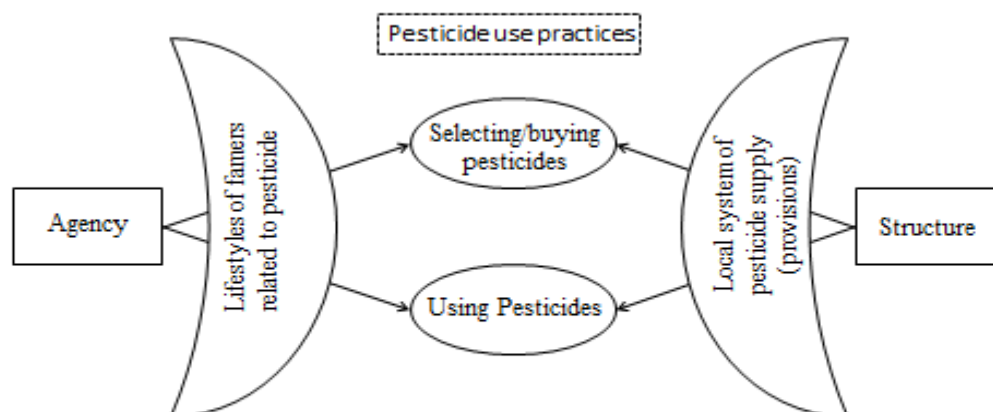 Pesticide use practices
Agency
Lifestyles of famers
related to pesticide
Selecting/buying
pesticides
Using Pesticides
Local system of
pesticide supply
(provisions)
Structure